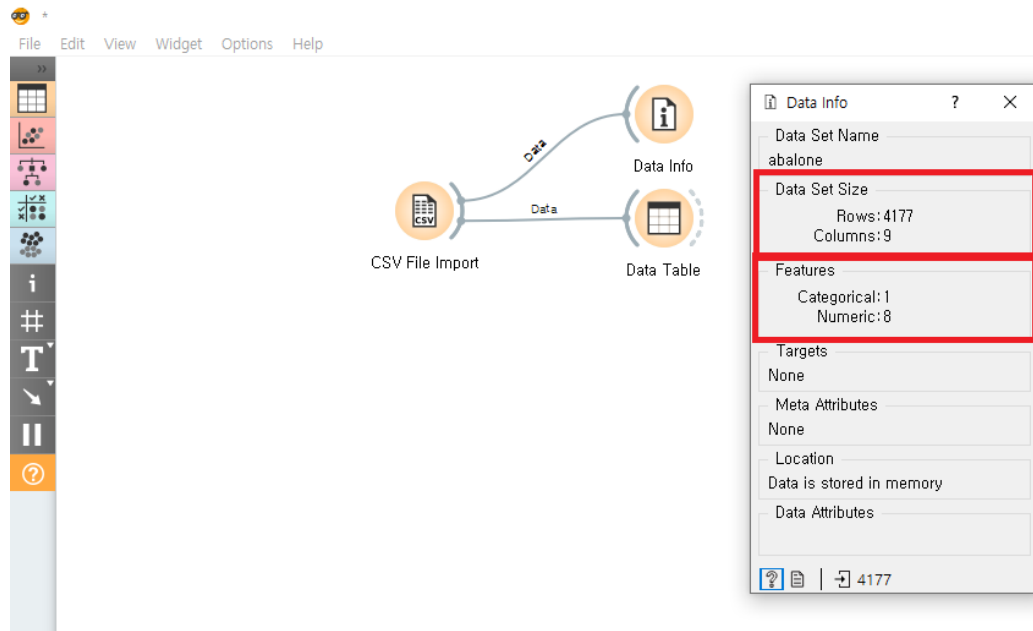 *
File Edit View Widget Options Help
Data
Data Info
CSV
Data
CSV File Import
Data Table
Data Info ? ×
Data Set Name
abalone
Data Set Size
Rows:4177
Columns:9
Features
Categorical:1
Numeric:8
Targets
None
Meta Attributes
None
Location
Data is stored in memory
Data Attributes
? 4177